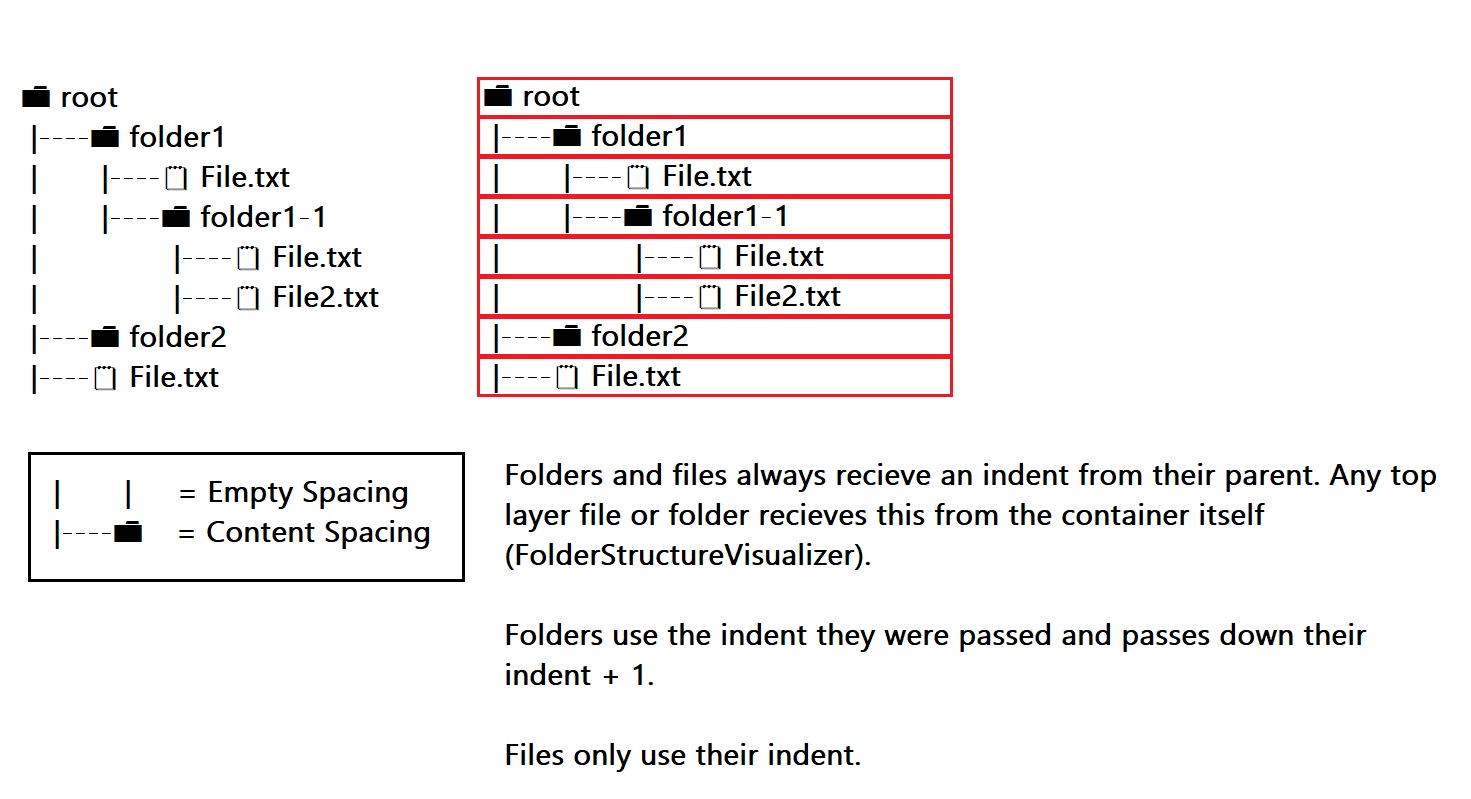 root
|----folder1
|    |----File.txt
|    |----folder1-1
|         |----File.txt
|         |----File2.txt
|----folder2
|----File.txt
root
|----folder1
|    |----File.txt
|    |----folder1-1
|         |----File.txt
|         |----File2.txt
|----folder2
|----File.txt
|    | = Empty Spacing
|---- = Content Spacing
Folders and files always recieve an indent from their parent. Any top
layer file or folder recieves this from the container itself
(FolderStructureVisualizer).
Folders use the indent they were passed and passes down their
indent + 1.
Files only use their indent.